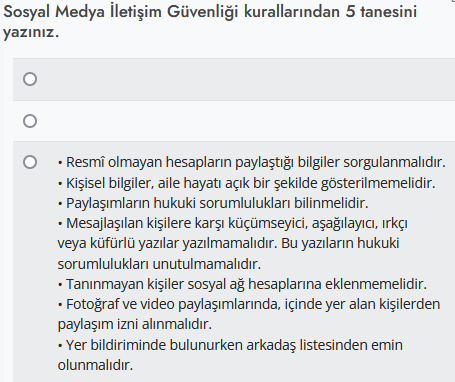 Sosyal Medya İletişim Güvenliği kurallarından 5 tanesini
yazınız.
• Resmî olmayan hesapların paylaştığı bilgiler sorgulanmalıdır.
• Kişisel bilgiler, aile hayatı açık bir şekilde gösterilmemelidir.
• Paylaşımların hukuki sorumlulukları bilinmelidir.
• Mesajlaşılan kişilere karşı küçümseyici, aşağılayıcı, ırkçı
veya küfürlü yazılar yazılmamalıdır. Bu yazıların hukuki
sorumlulukları unutulmamalıdır.
• Tanınmayan kişiler sosyal ağ hesaplarına eklenmemelidir.
• Fotoğraf ve video paylaşımlarında, içinde yer alan kişilerden
paylaşım izni alınmalıdır.
• Yer bildiriminde bulunurken arkadaş listesinden emin
olunmalıdır.